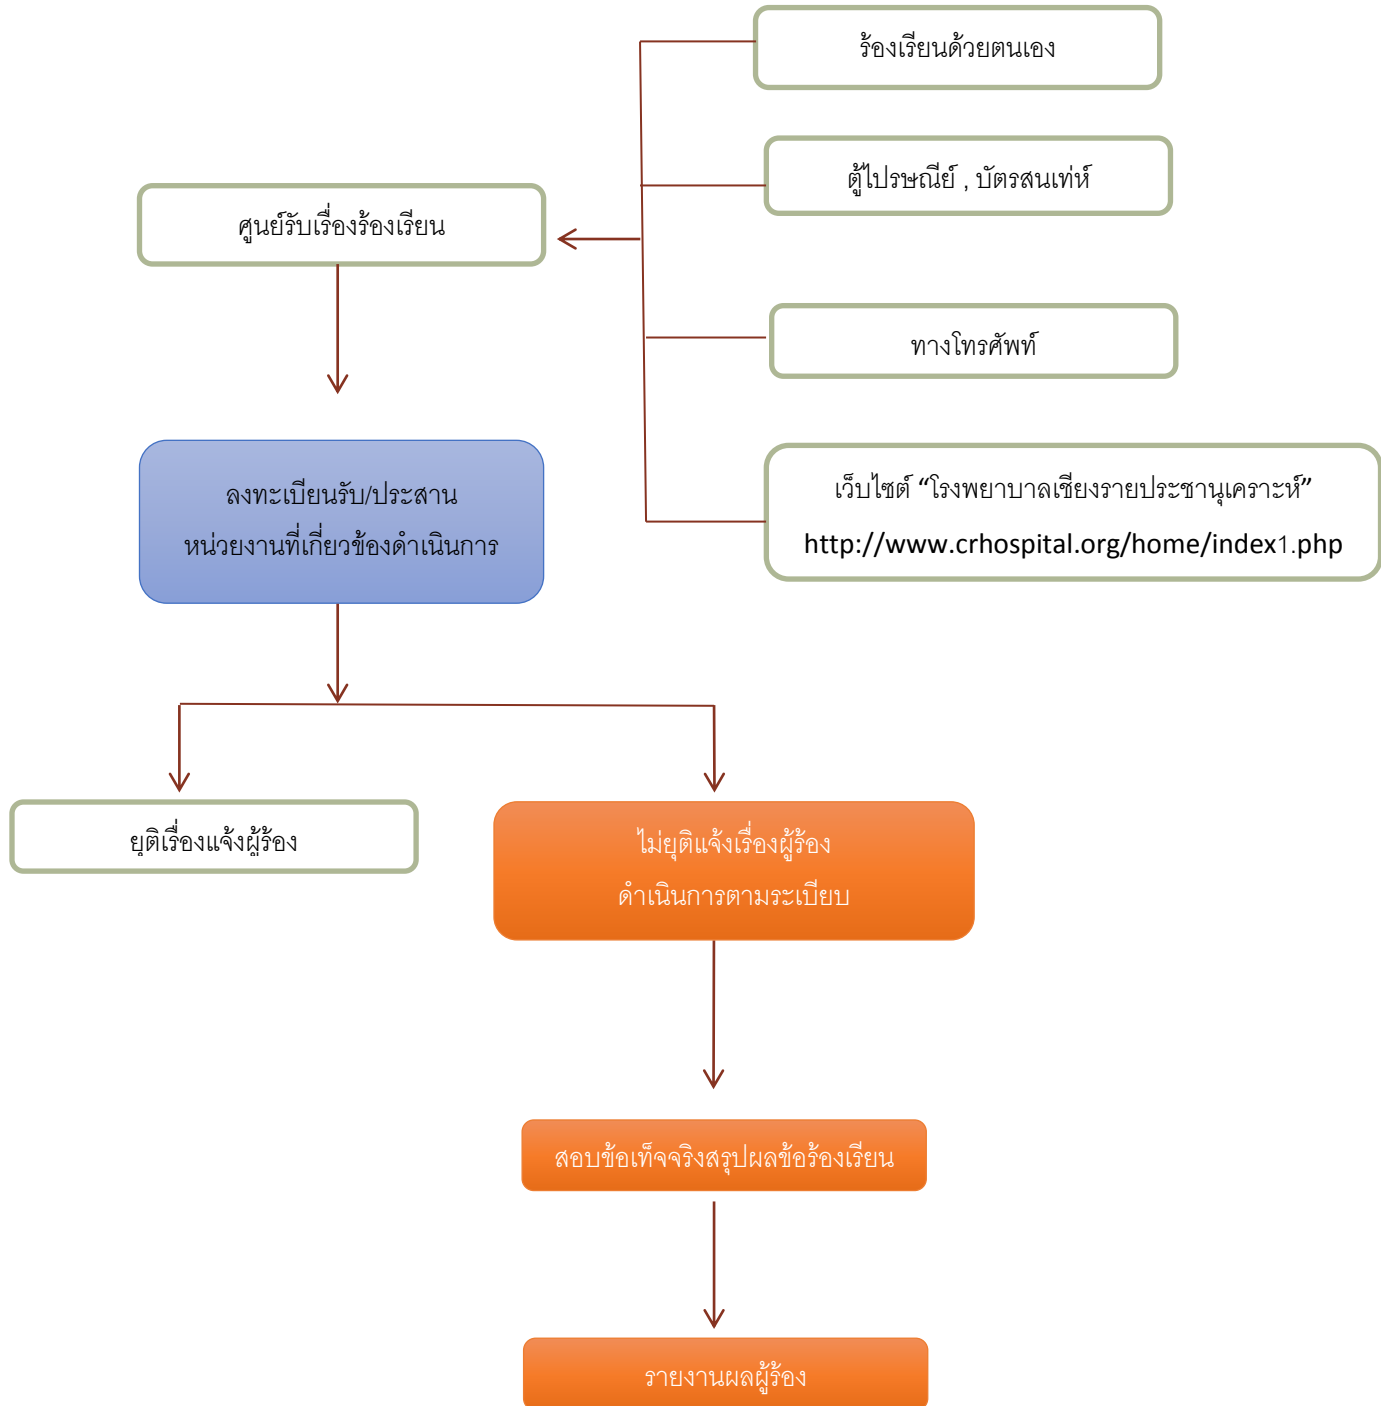 ร้องเรียนด้วยตนเอง
ตู้ไปรษณีย์ , บัตรสนเท่ห์
ศูนย์รับเรื่องร้องเรียน
ทางโทรศัพท์
ลงทะเบียนรับ/ประสาน
หน่วยงานที่เกี่ยวข้องดำเนินการ
เว็บไซต์ “โรงพยาบาลเชียงรายประชานุเคราะห์”
http://www.crhospital.org/home/index1.php
ยุติเรื่องแจ้งผู้ร้อง
ไม่ยุติแจ้งเรื่องผู้ร้อง
ดำเนินการตามระเบียบ
สอบข้อเท็จจริงสรุปผลข้อร้องเรียน
รายงานผลผู้ร้อง